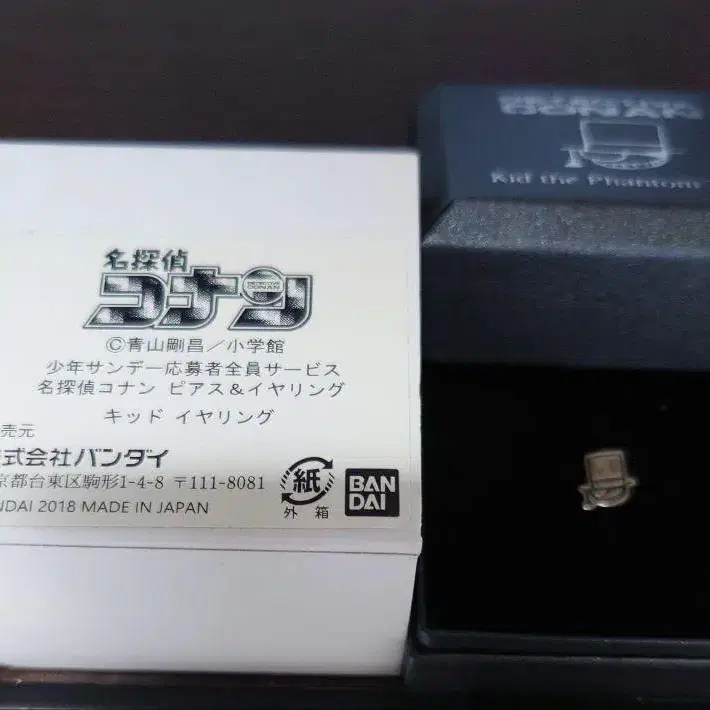 名探偵
コナン
DETECTIVE
CONAN
©青山剛昌／小学館
少年サンデー応募者全員サービス
名探偵コナン ピアス＆イヤリング
キッド イヤリング
売元
式会社バンダイ
京都台東区駒形1-4-8 〒111-8081
NDAI 2018 MADE IN JAPAN
紙
外箱
BAN
DAI
CONAN
Kid the Phantom